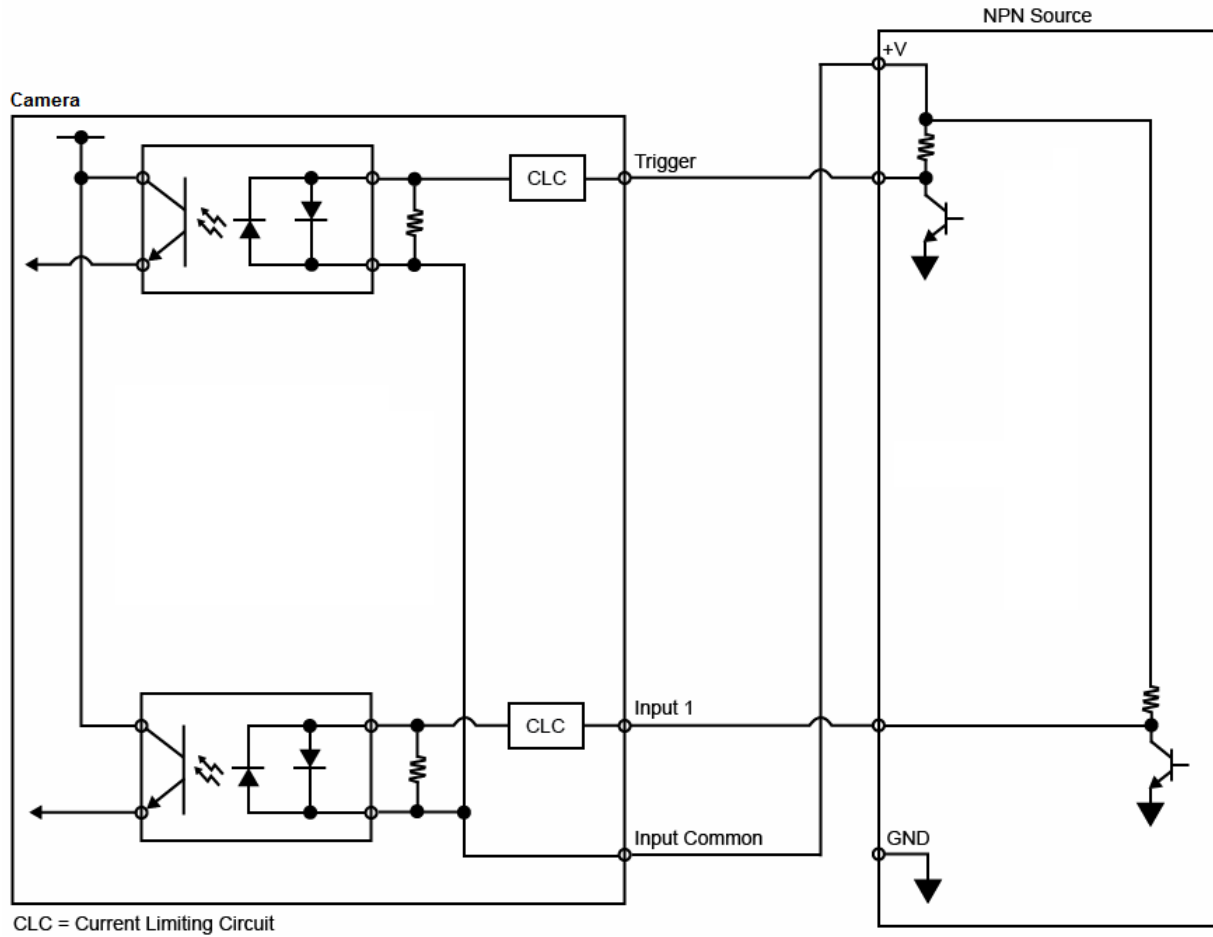 NPN Source
+V
Camera
Trigger
CLC
Input 1
CLC
Input Common
GND
CLC = Current Limiting Circuit